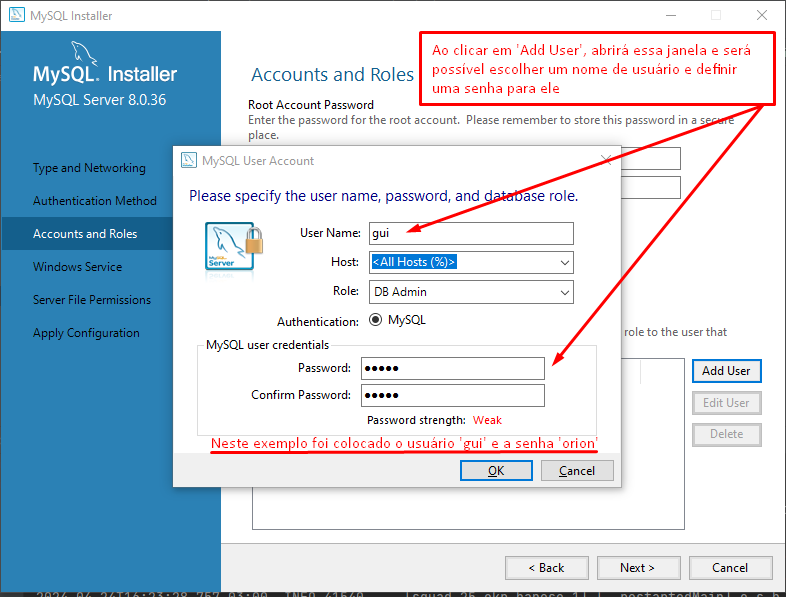 MySQL Installer
MySQL. Installer
MySQL Server 8.0.36
Type and Networking
Authentication Method
Accounts and Roles
Windows Service
Server File Permissions
Apply Configuration
Ao clicar em 'Add User', abrirá essa janela e será
possível escolher um nome de usuário e definir
uma senha para ele
Accounts and Roles
Root Account Password
Enter the password for the root account. Please remember to store this password in a secure
place.
MySQL User Account
Please specify the user name, password, and database role.
MySQL
Server
User Name: gui
Host: <All Hosts (%)>
Role: DB Admin
Authentication: MySQL
MySQL user credentials
Password: •••••
Confirm Password: •••••
Password strength: Weak
Neste exemplo foi colocado o usuário 'gui' e a senha 'orion'
OK Cancel
role to the user that
Add User
Edit User
Delete
< Back Next > Cancel